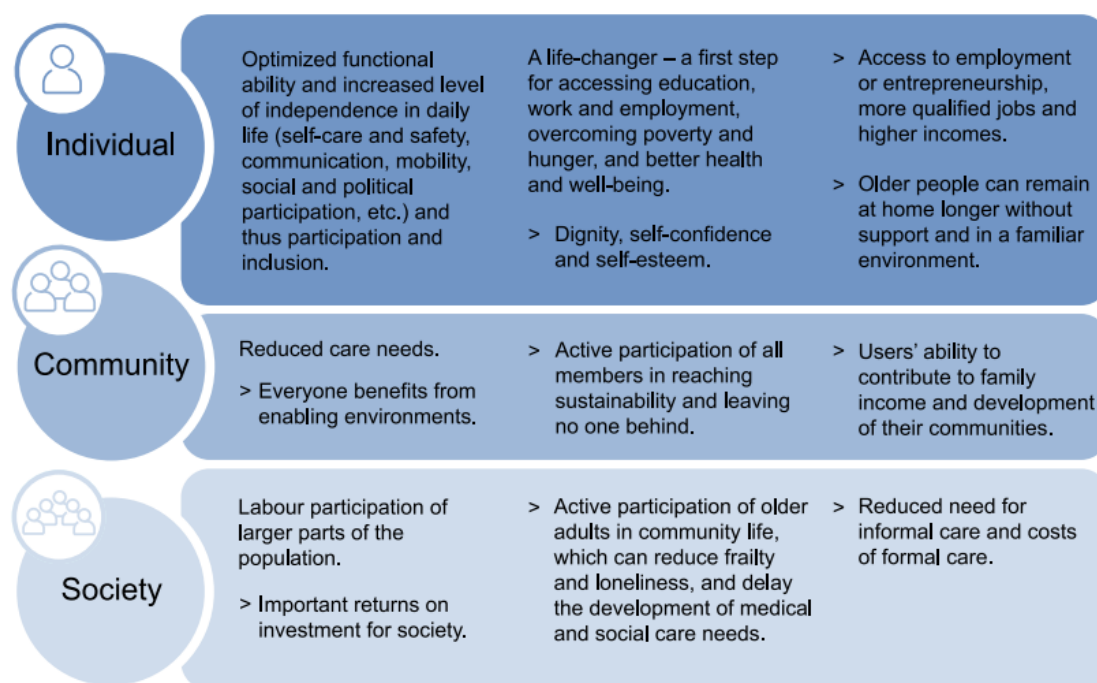 Individual
Optimized functional
ability and increased level
of independence in daily
life (self-care and safety,
communication, mobility,
social and political
participation, etc.) and
thus participation and
inclusion.
A life-changer – a first step
for accessing education,
work and employment,
overcoming poverty and
hunger, and better health
and well-being.
> Dignity, self-confidence
and self-esteem.
> Access to employment
or entrepreneurship,
more qualified jobs and
higher incomes.
> Older people can remain
at home longer without
support and in a familiar
environment.
Community
Reduced care needs.
> Everyone benefits from
enabling environments.
> Active participation of all
members in reaching
sustainability and leaving
no one behind.
> Users’ ability to
contribute to family
income and development
of their communities.
Society
Labour participation of
larger parts of the
population.
> Important returns on
investment for society.
> Active participation of older
adults in community life,
which can reduce frailty
and loneliness, and delay
the development of medical
and social care needs.
> Reduced need for
informal care and costs
of formal care.